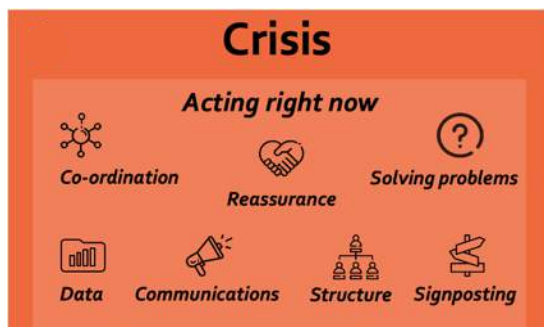 Crisis
Acting right now
Co-ordination
Reassurance
Solving problems
Data
Communications
Structure
Signposting